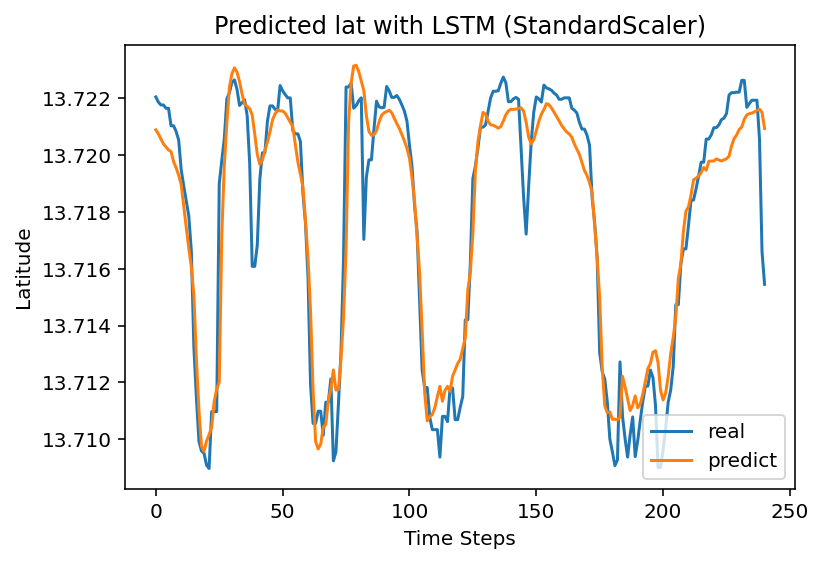 Predicted lat with LSTM (StandardScaler)
Latitude
13.722
13.720
13.718
13.716
13.714
13.712
13.710
0 50 100 150 200 250
Time Steps
real
predict